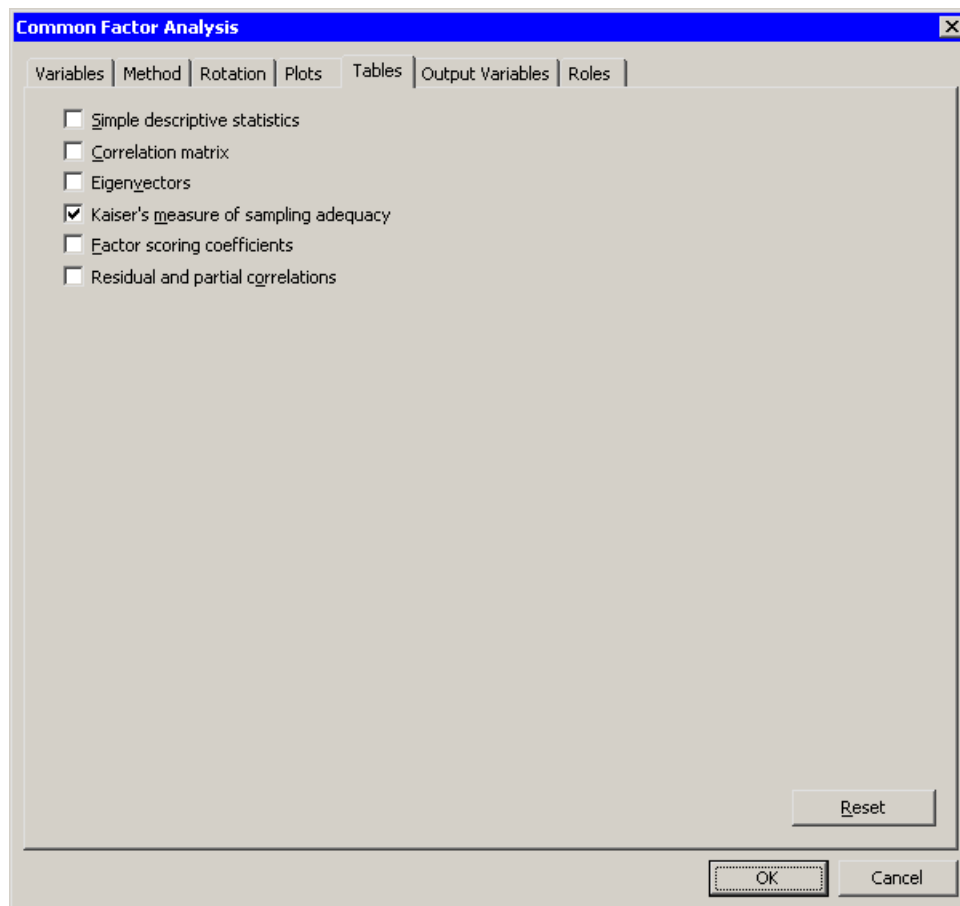 Common Factor Analysis
Variables Method Rotation Plots Tables Output Variables Roles
Simple descriptive statistics
Correlation matrix
Eigenvectors
Kaiser's measure of sampling adequacy
Factor scoring coefficients
Residual and partial correlations
Reset
OK Cancel